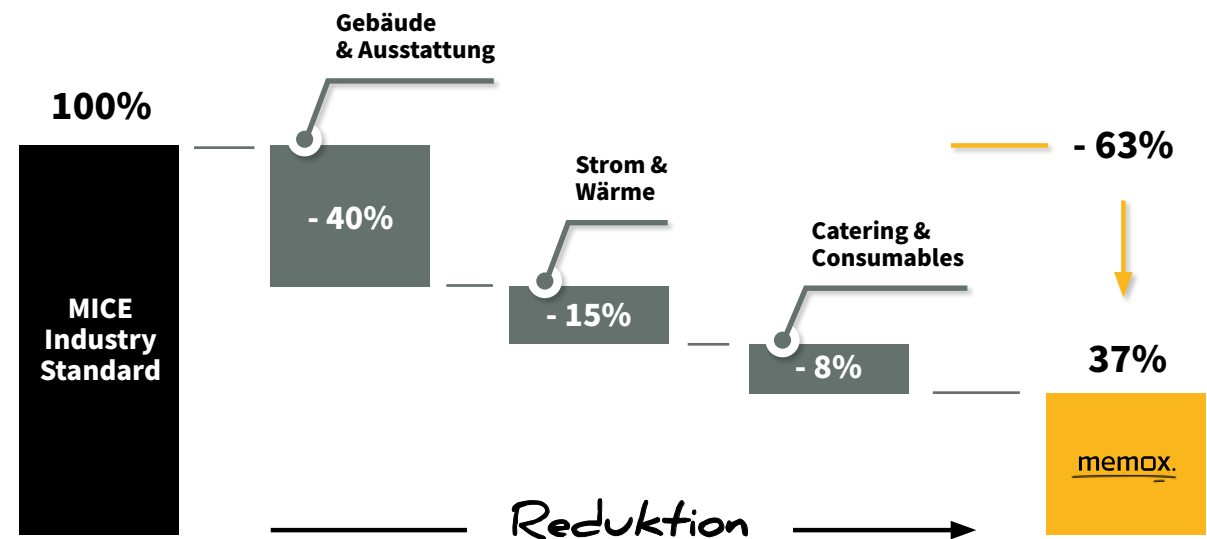 100%
MICE
Industry
Standard
Gebäude
& Ausstattung
- 40%
Strom &
Wärme
- 15%
Catering &
Consumables
- 8%
- 63%
37%
memox.
Reduktion